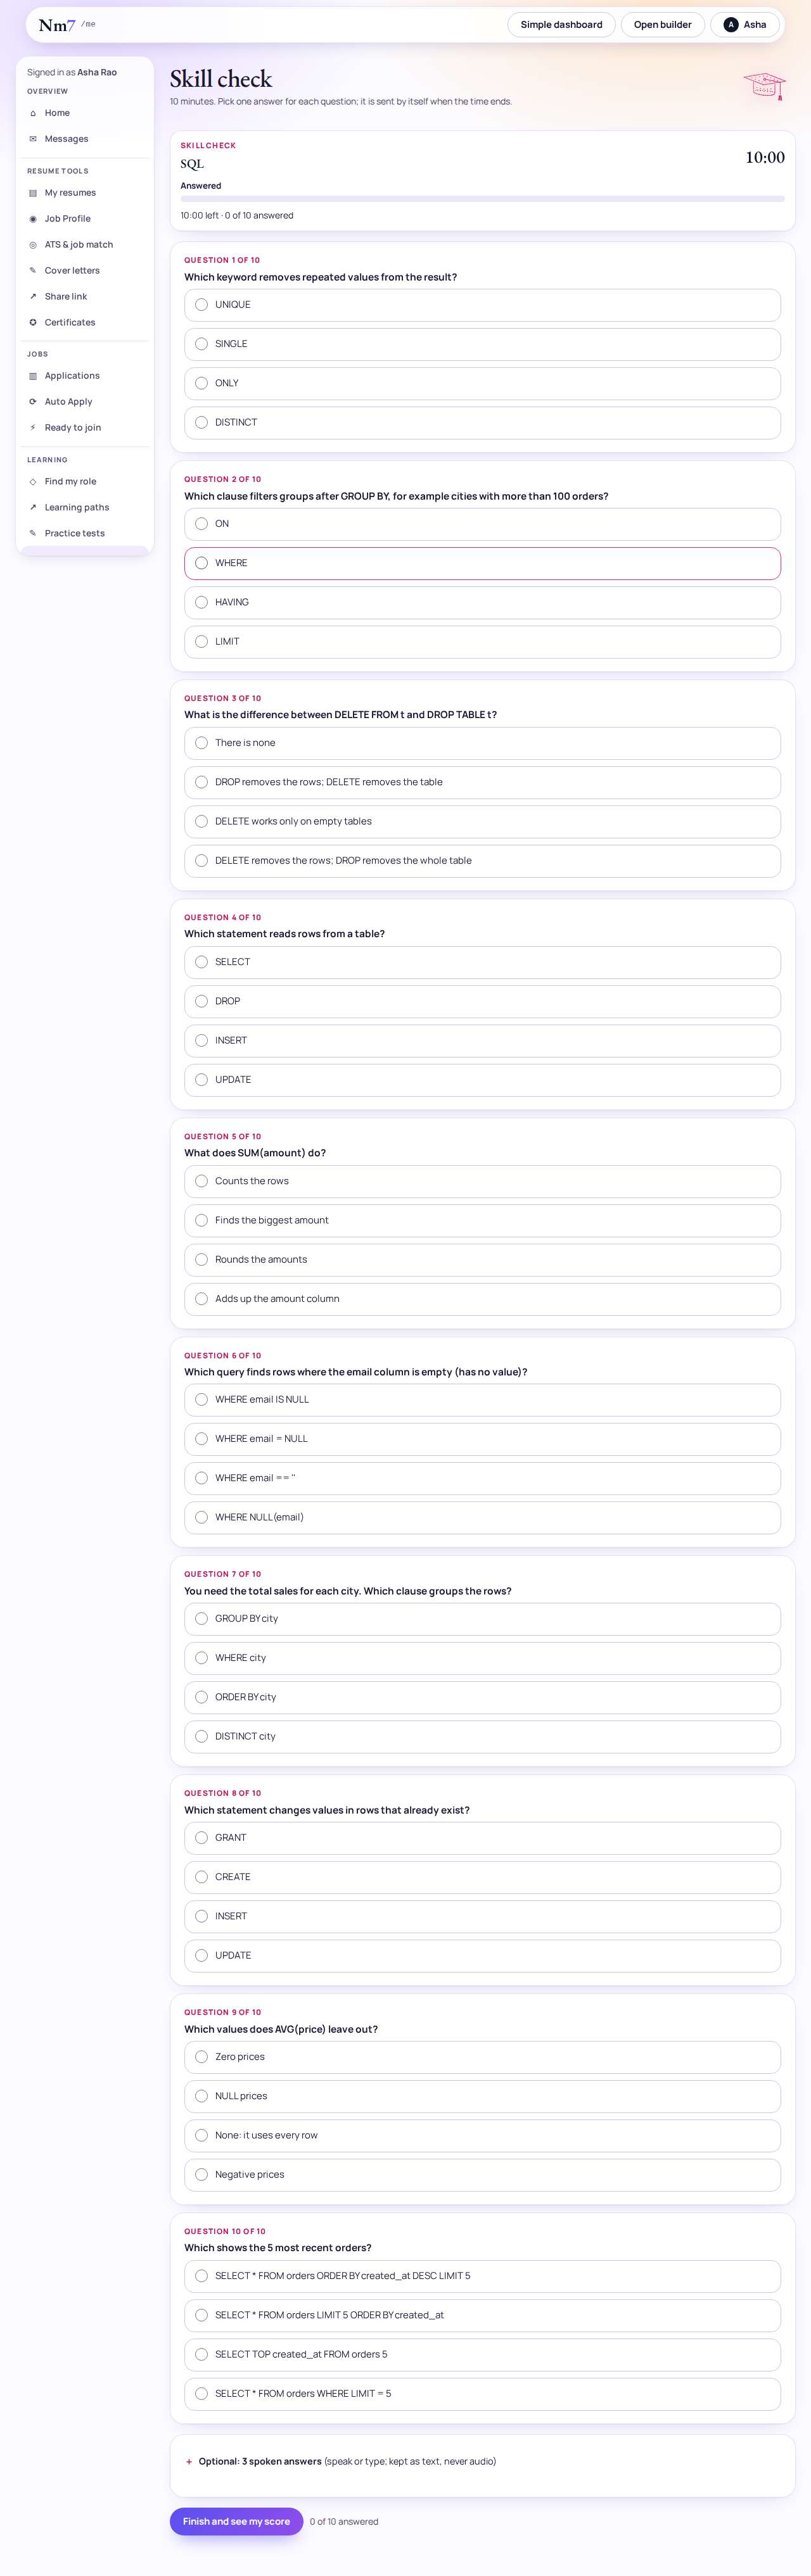 Nm7 /me
Simple dashboard
Open builder
A Asha
Signed in as Asha Rao
OVERVIEW
Home
Messages
RESUME TOOLS
My resumes
Job Profile
ATS & job match
Cover letters
Share link
Certificates
JOBS
Applications
Auto Apply
Ready to join
LEARNING
Find my role
Learning paths
Practice tests
Skill check
10 minutes. Pick one answer for each question; it is sent by itself when the time ends.
SKILLCHECK
SQL
10:00
Answered
10:00 left · 0 of 10 answered
QUESTION 1 OF 10
Which keyword removes repeated values from the result?
UNIQUE
SINGLE
ONLY
DISTINCT
QUESTION 2 OF 10
Which clause filters groups after GROUP BY, for example cities with more than 100 orders?
ON
WHERE
HAVING
LIMIT
QUESTION 3 OF 10
What is the difference between DELETE FROM t and DROP TABLE t?
There is none
DROP removes the rows; DELETE removes the table
DELETE works only on empty tables
DELETE removes the rows; DROP removes the whole table
QUESTION 4 OF 10
Which statement reads rows from a table?
SELECT
DROP
INSERT
UPDATE
QUESTION 5 OF 10
What does SUM(amount) do?
Counts the rows
Finds the biggest amount
Rounds the amounts
Adds up the amount column
QUESTION 6 OF 10
Which query finds rows where the email column is empty (has no value)?
WHERE email IS NULL
WHERE email = NULL
WHERE email == ''
WHERE NULL(email)
QUESTION 7 OF 10
You need the total sales for each city. Which clause groups the rows?
GROUP BY city
WHERE city
ORDER BY city
DISTINCT city
QUESTION 8 OF 10
Which statement changes values in rows that already exist?
GRANT
CREATE
INSERT
UPDATE
QUESTION 9 OF 10
Which values does AVG(price) leave out?
Zero prices
NULL prices
None: it uses every row
Negative prices
QUESTION 10 OF 10
Which shows the 5 most recent orders?
SELECT * FROM orders ORDER BY created_at DESC LIMIT 5
SELECT * FROM orders LIMIT 5 ORDER BY created_at
SELECT TOP created_at FROM orders 5
SELECT * FROM orders WHERE LIMIT = 5
+ Optional: 3 spoken answers (speak or type; kept as text, never audio)
Finish and see my score
0 of 10 answered